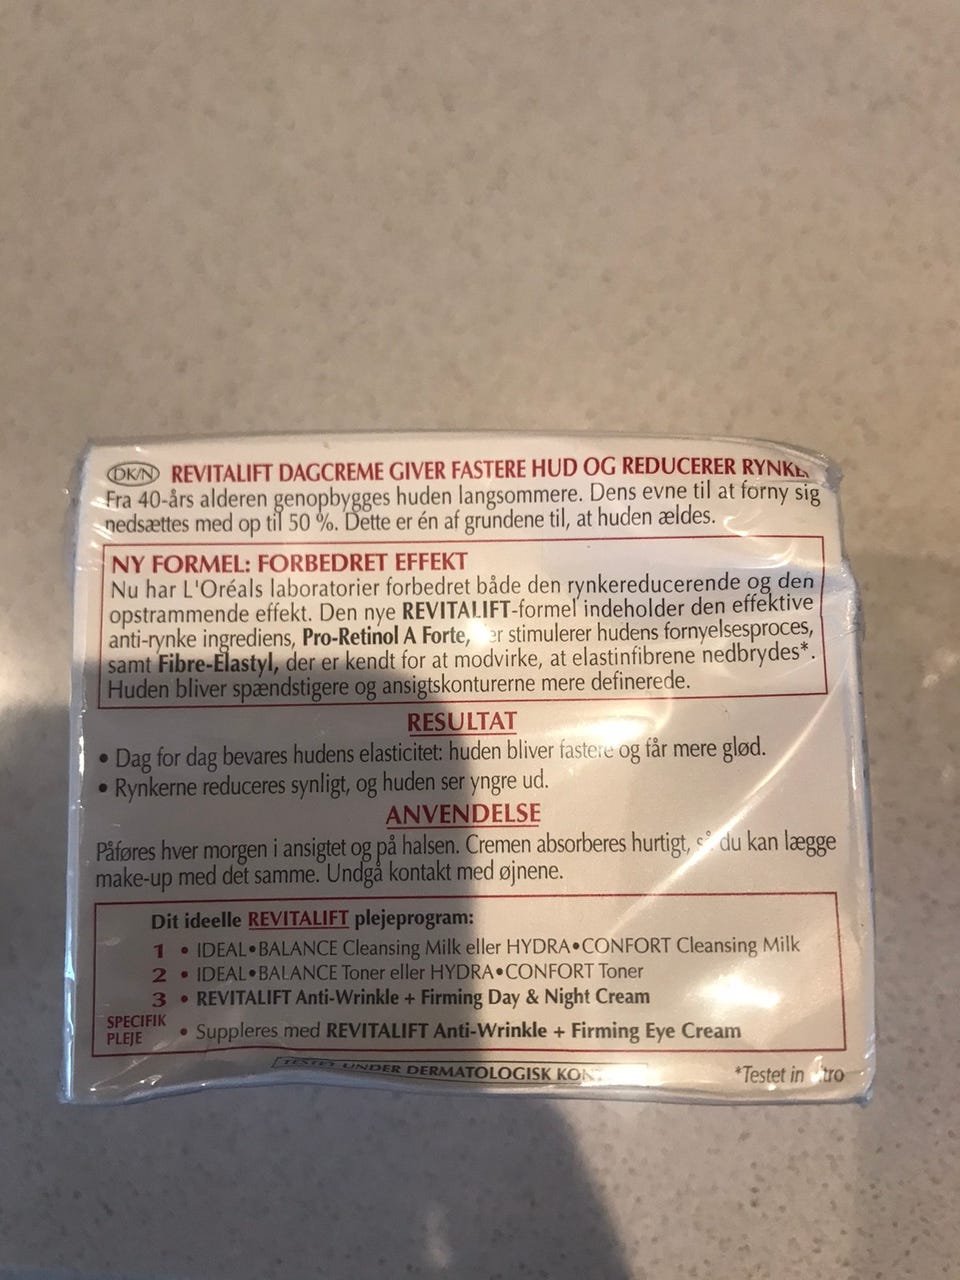 DK/N REVITALIFT DAGCREME GIVER FASTERE HUD OG REDUCERER
Fra 40-års alderen genopbygges huden langsommere. Dens evne til at forny sig
nedsættes med op til 50 %. Dette er én af grundene til, at huden ældes.
NY FORMEL: FORBEDRET EFFEKT
Nu har L'Oréals laboratorier forbedret både den rynkereducerende og den
opstrammende effekt. Den nye REVITALIFT-formel indeholder den effektive
anti-rynke ingrediens, Pro-Retinol A Forte, stimulerer hudens fornyelsesproces,
samt Fibre-Elastyl, der er kendt for at modvirke, at elastinfibrene nedbrydes*.
Huden bliver spændstigere og ansigtskonturerne mere definerede.
RESULTAT
• Dag for dag bevares hudens elasticitet: huden bliver fastere og får mere glød.
• Rynkerne reduceres synligt, og huden ser yngre ud.
ANVENDELSE
Påføres hver morgen i ansigtet og på halsen. Cremen absorberes hurtigt, så du kan lægge
make-up med det samme. Undgå kontakt med øjnene.
Dit ideelle REVITALIFT plejeprogram:
1 • IDEAL•BALANCE Cleansing Milk eller HYDRA•CONFORT Cleansing Milk
2 • IDEAL•BALANCE Toner eller HYDRA•CONFORT Toner
3 • REVITALIFT Anti-Wrinkle + Firming Day & Night Cream
SPECIFIK
PLEJE • Suppleres med REVITALIFT Anti-Wrinkle + Firming Eye Cream
TESTET UNDER DERMATOLOGISK
*Testet in